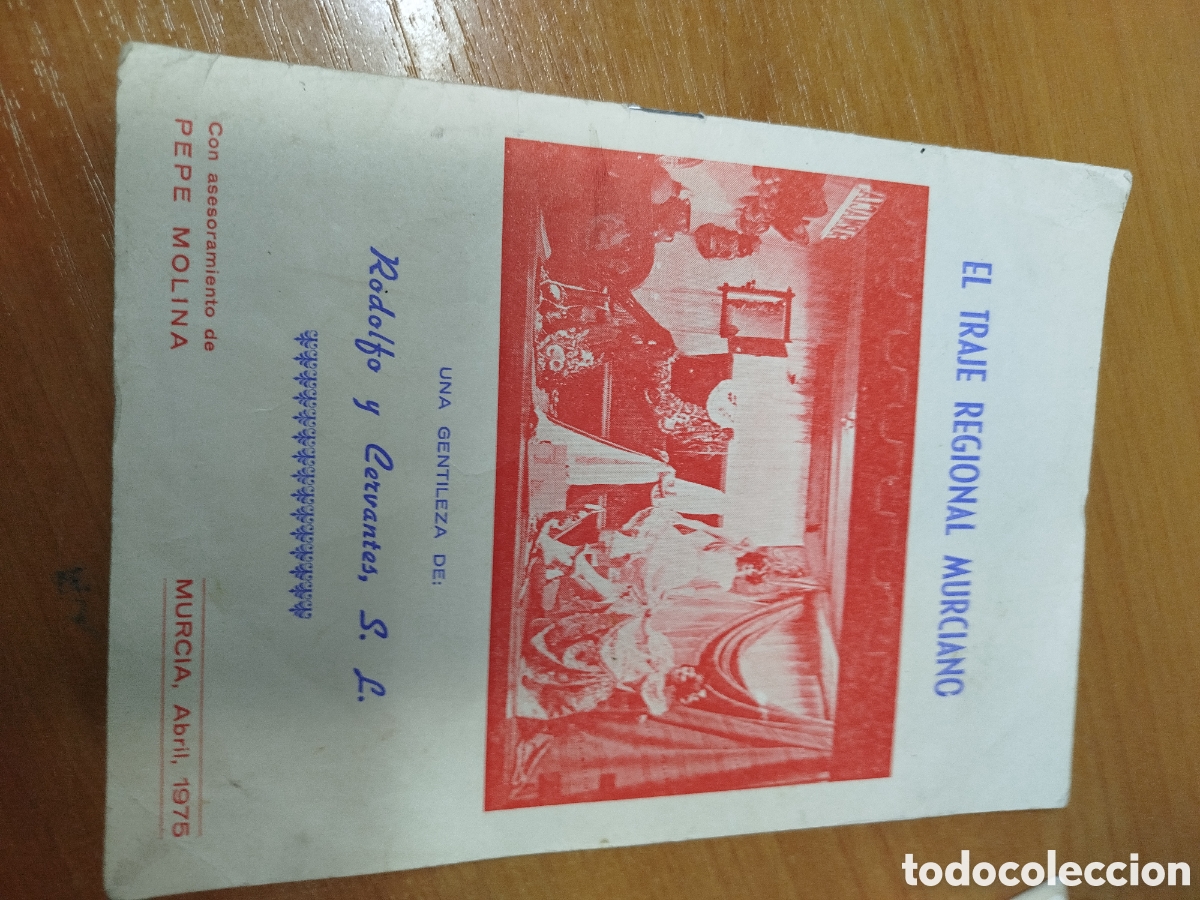 EL TRAJE REGIONAL MURCIANO
UNA GENTILEZA DE:
Rodolfo y Cervantes, S. L.
Con asesoramiento de
PEPE MOLINA
MURCIA, Abril, 1975
todocoleccion